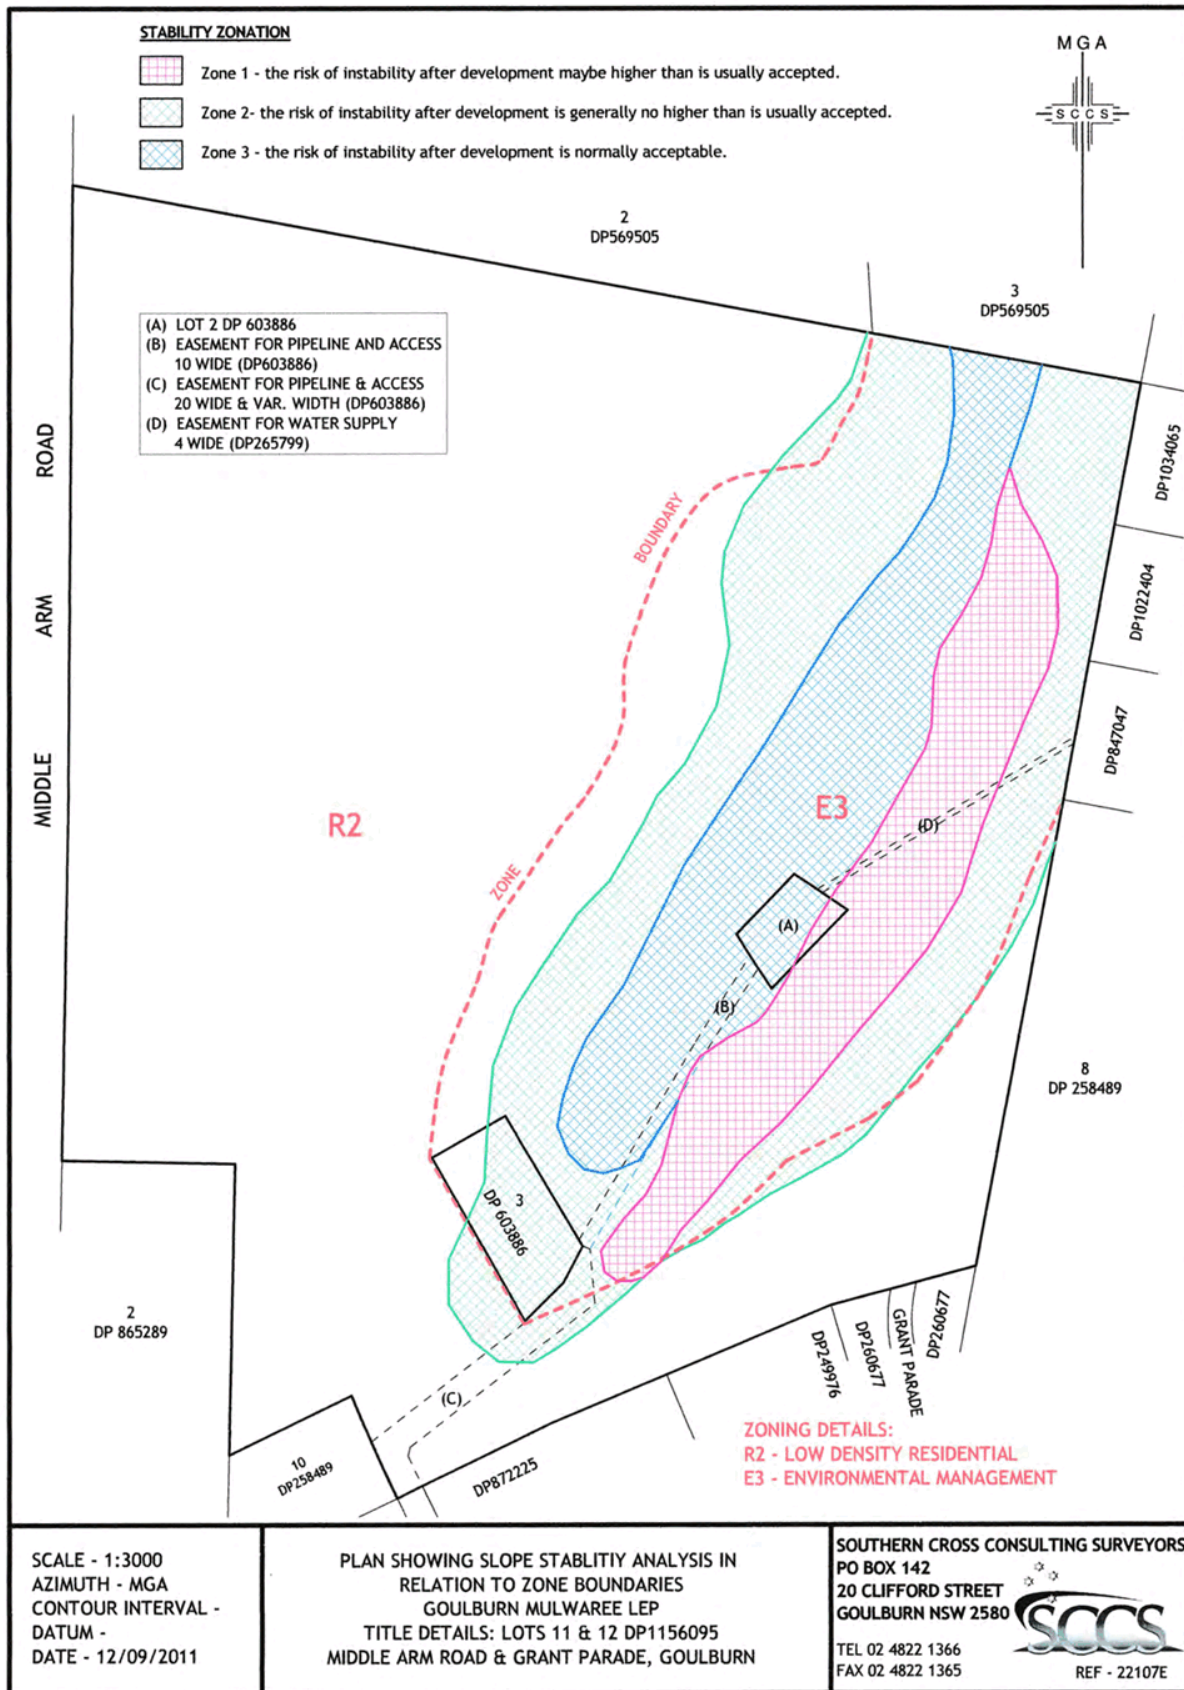 STABILITY ZONATION
Zone 1 - the risk of instability after development maybe higher than is usually accepted.
Zone 2- the risk of instability after development is generally no higher than is usually accepted.
Zone 3 - the risk of instability after development is normally acceptable.
M G A
S C C S
2
DP569505
3
DP569505
(A) LOT 2 DP 603886
(B) EASEMENT FOR PIPELINE AND ACCESS
10 WIDE (DP603886)
(C) EASEMENT FOR PIPELINE & ACCESS
20 WIDE & VAR. WIDTH (DP603886)
(D) EASEMENT FOR WATER SUPPLY
4 WIDE (DP265799)
MIDDLE ARM ROAD
DP1034065
DP1022404
DP847047
ZONE BOUNDARY
R2
E3
(D)
(A)
(B)
8
DP 258489
3
DP 603886
2
DP 865289
(C)
10
DP258489
DP872225
DP249976
DP260677
GRANT PARADE
DP260677
ZONING DETAILS:
R2 - LOW DENSITY RESIDENTIAL
E3 - ENVIRONMENTAL MANAGEMENT
SCALE - 1:3000
AZIMUTH - MGA
CONTOUR INTERVAL -
DATUM -
DATE - 12/09/2011
PLAN SHOWING SLOPE STABLITIY ANALYSIS IN
RELATION TO ZONE BOUNDARIES
GOULBURN MULWAREE LEP
TITLE DETAILS: LOTS 11 & 12 DP1156095
MIDDLE ARM ROAD & GRANT PARADE, GOULBURN
SOUTHERN CROSS CONSULTING SURVEYORS
PO BOX 142
20 CLIFFORD STREET
GOULBURN NSW 2580
SCCS
TEL 02 4822 1366
FAX 02 4822 1365
REF - 22107E